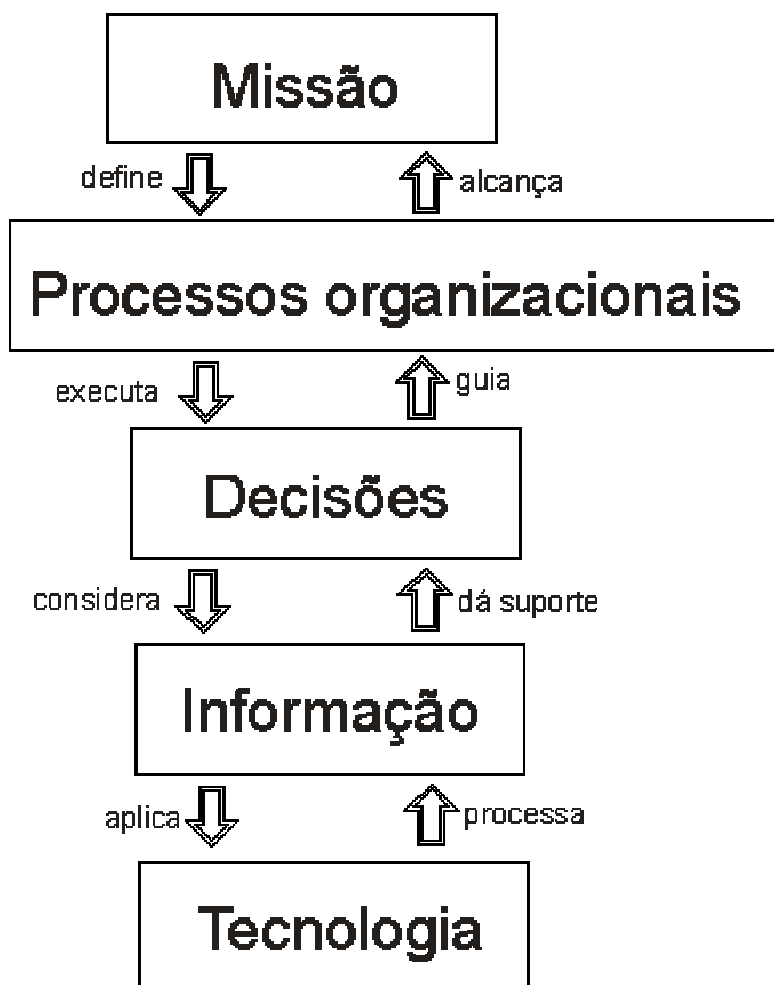 Missão
define alcança
Processos organizacionais
executa guia
Decisões
considera dá suporte
Informação
aplica processa
Tecnologia